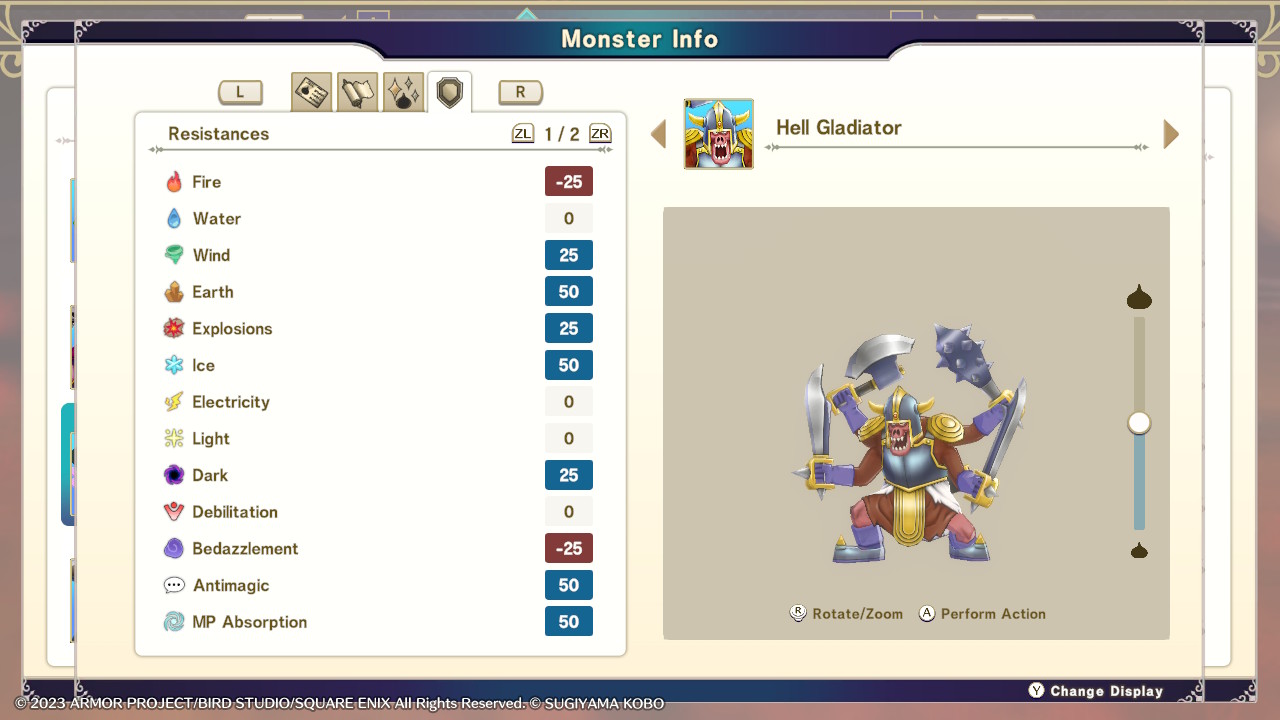 Monster Info
L
R
Resistances
ZL 1 / 2 ZR
Hell Gladiator
Fire -25
Water 0
Wind 25
Earth 50
Explosions 25
Ice 50
Electricity 0
Light 0
Dark 25
Debilitation 0
Bedazzlement -25
Antimagic 50
MP Absorption 50
R Rotate/Zoom A Perform Action
Y Change Display
© 2023 ARMOR PROJECT/BIRD STUDIO/SQUARE ENIX All Rights Reserved. © SUGIYAMA KOBO